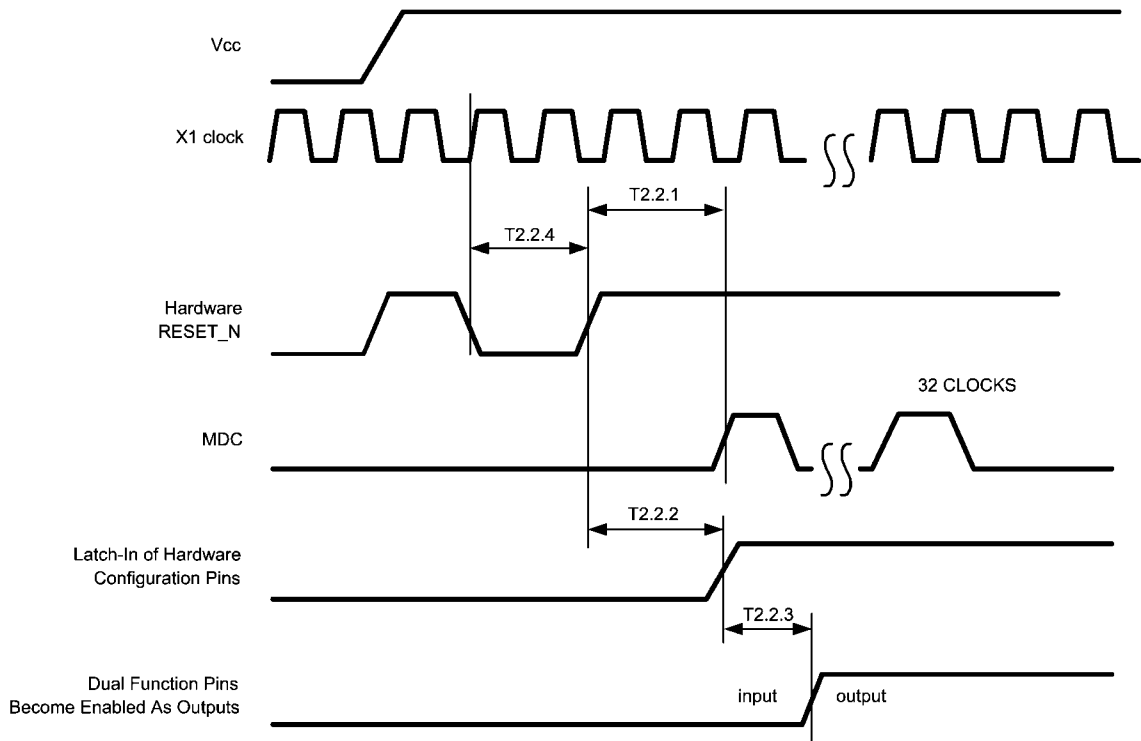 Vcc
X1 clock
T2.2.1
T2.2.4
Hardware
RESET_N
32 CLOCKS
MDC
T2.2.2
Latch-In of Hardware
Configuration Pins
T2.2.3
Dual Function Pins
Become Enabled As Outputs
input
output